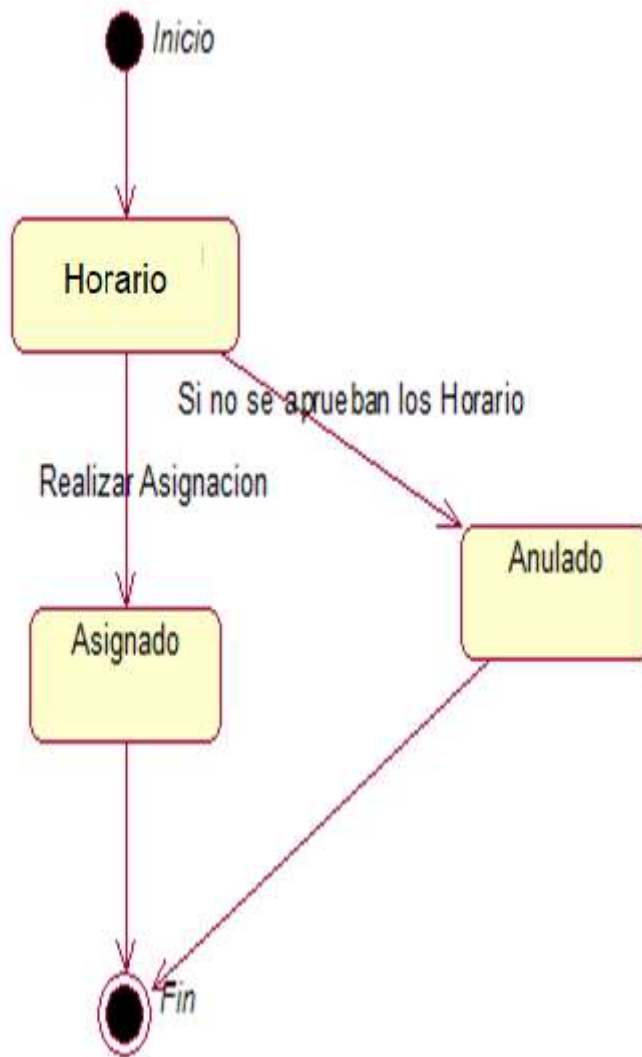 Inicio
Horario
Si no se aprueban los Horario
Realizar Asignacion
Anulado
Asignado
Fin